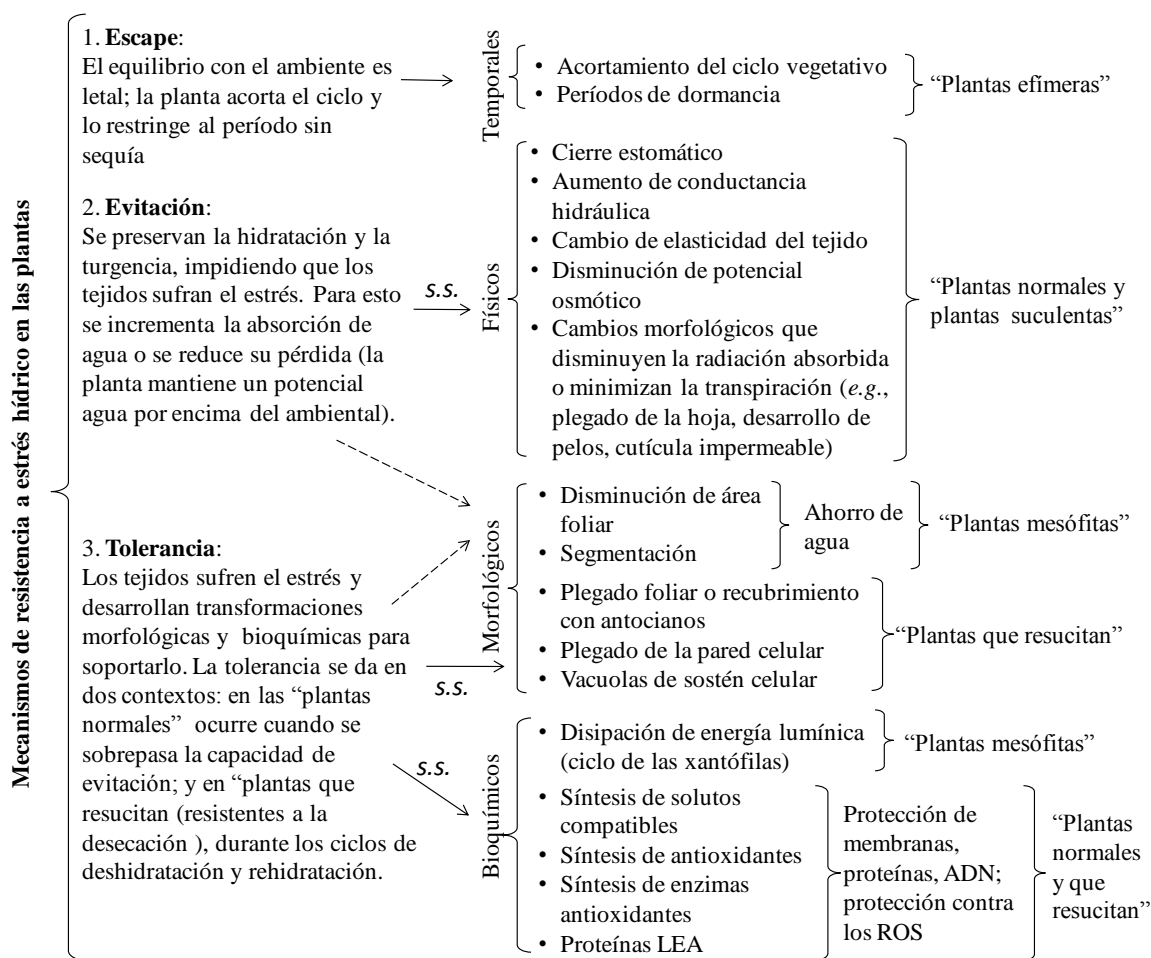 Mecanismos de resistencia a estrés hídrico en las plantas
1. Escape:
El equilibrio con el ambiente es
letal; la planta acorta el ciclo y
lo restringe al período sin
sequía
2. Evitación:
Se preservan la hidratación y la
turgencia, impidiendo que los
tejidos sufran el estrés. Para esto
se incrementa la absorción de
agua o se reduce su pérdida (la
planta mantiene un potencial
agua por encima del ambiental).
3. Tolerancia:
Los tejidos sufren el estrés y
desarrollan transformaciones
morfológicas y bioquímicas para
soportarlo. La tolerancia se da en
dos contextos: en las “plantas
normales” ocurre cuando se
sobrepasa la capacidad de
evitación; y en “plantas que
resucitan (resistentes a la
desecación ), durante los ciclos de
deshidratación y rehidratación.
s.s.
s.s.
s.s.
Temporales
• Acortamiento del ciclo vegetativo
• Períodos de dormancia
“Plantas efímeras”
Físicos
• Cierre estomático
• Aumento de conductancia
hidráulica
• Cambio de elasticidad del tejido
• Disminución de potencial
osmótico
• Cambios morfológicos que
disminuyen la radiación absorbida
o minimizan la transpiración (e.g.,
plegado de la hoja, desarrollo de
pelos, cutícula impermeable)
“Plantas normales y
plantas suculentas”
Morfológicos
• Disminución de área
foliar
• Segmentación
Ahorro de
agua
“Plantas mesófitas”
• Plegado foliar o recubrimiento
con antocianos
• Plegado de la pared celular
• Vacuolas de sostén celular
“Plantas que resucitan”
Bioquímicos
• Disipación de energía lumínica
(ciclo de las xantófilas)
“Plantas mesófitas”
• Síntesis de solutos
compatibles
• Síntesis de antioxidantes
• Síntesis de enzimas
antioxidantes
• Proteínas LEA
Protección de
membranas,
proteínas, ADN;
protección contra
los ROS
“Plantas
normales
y que
resucitan”